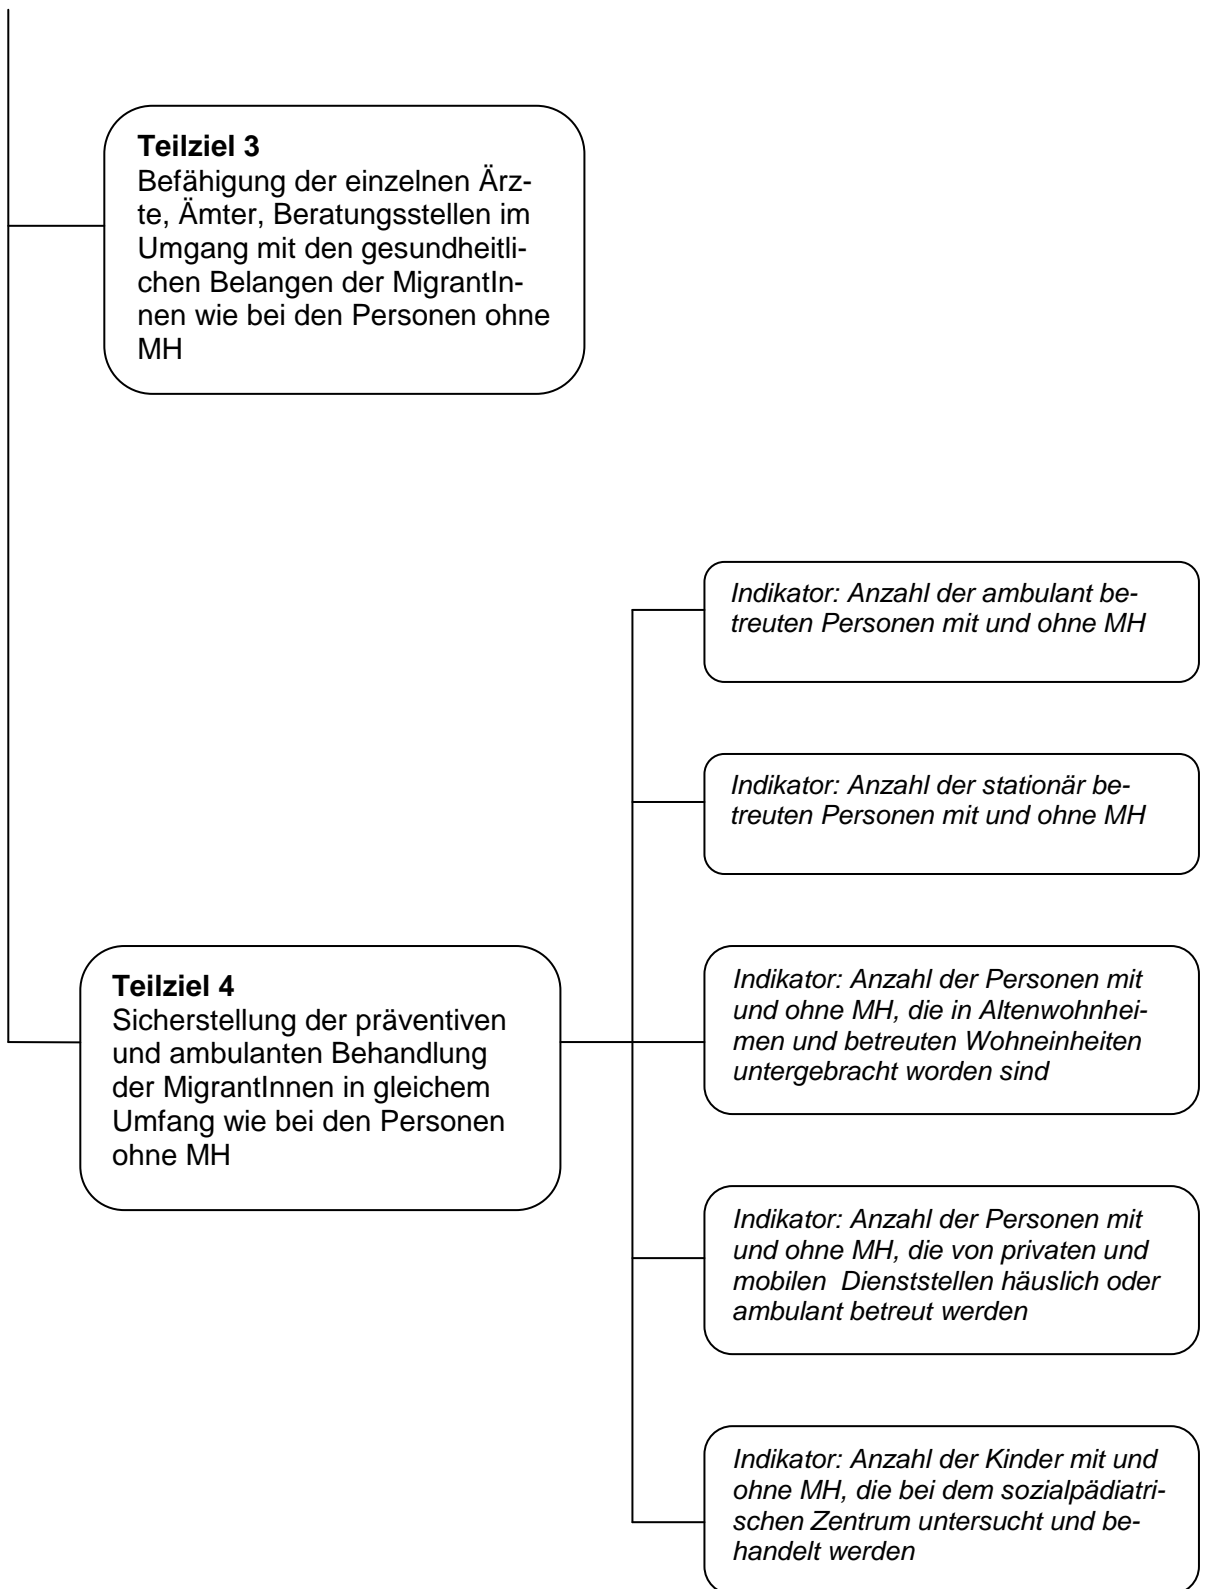 Teilziel 3
Befähigung der einzelnen Ärz-
te, Ämter, Beratungsstellen im
Umgang mit den gesundheitli-
chen Belangen der MigrantIn-
nen wie bei den Personen ohne
MH
Teilziel 4
Sicherstellung der präventiven
und ambulanten Behandlung
der MigrantInnen in gleichem
Umfang wie bei den Personen
ohne MH
Indikator: Anzahl der ambulant be-
treuten Personen mit und ohne MH
Indikator: Anzahl der stationär be-
treuten Personen mit und ohne MH
Indikator: Anzahl der Personen mit
und ohne MH, die in Altenwohnhei-
men und betreuten Wohneinheiten
untergebracht worden sind
Indikator: Anzahl der Personen mit
und ohne MH, die von privaten und
mobilen  Dienststellen häuslich oder
ambulant betreut werden
Indikator: Anzahl der Kinder mit und
ohne MH, die bei dem sozialpädiatri-
schen Zentrum untersucht und be-
handelt werden